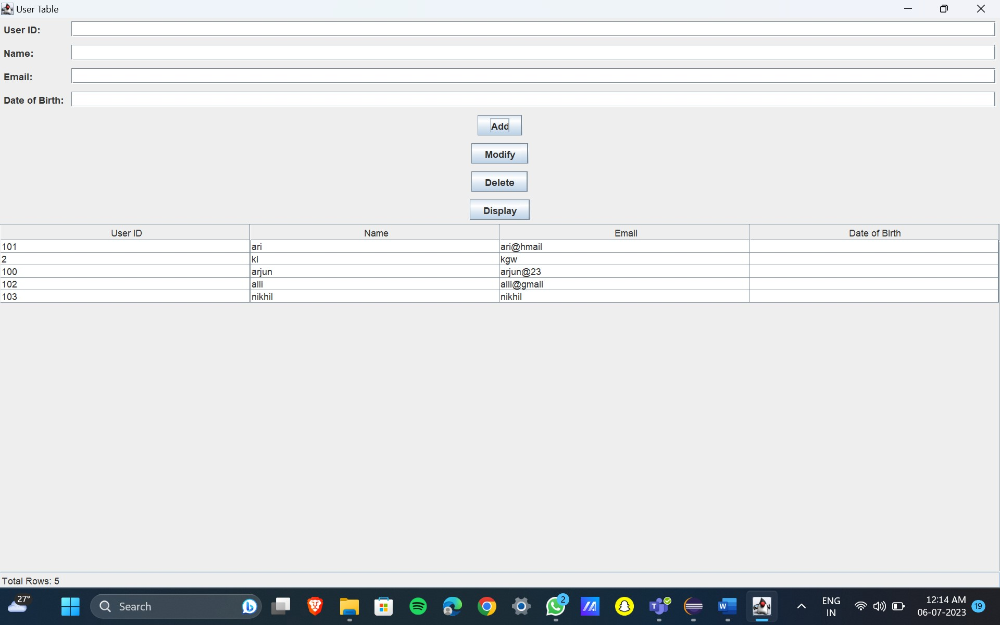 User Table
User ID:
Name:
Email:
Date of Birth:
Add
Modify
Delete
Display
User ID Name Email Date of Birth
101 ari ari@hmail
2 ki kgw
100 arjun arjun@23
102 alli alli@gmail
103 nikhil nikhil
Total Rows: 5
27° Search 2 ENG 12:14 AM 19
IN 06-07-2023